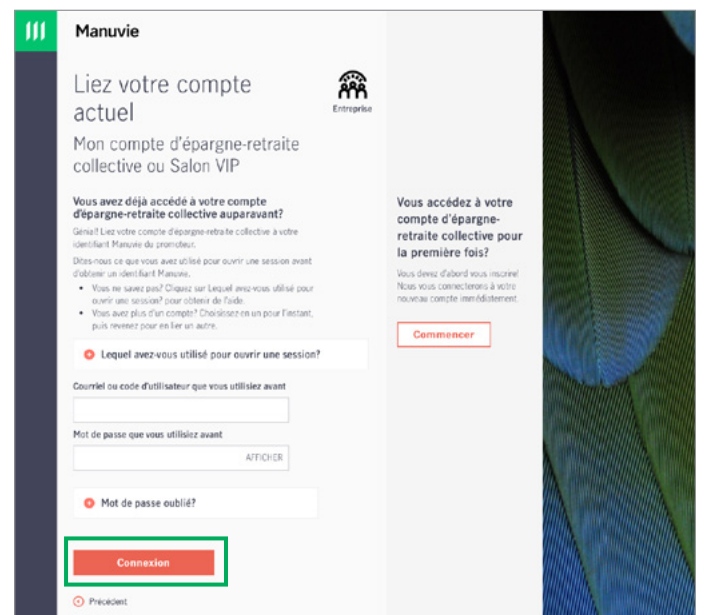 Manuvie
Liez votre compte
actuel
Entreprise
Mon compte d'épargne-retraite
collective ou Salon VIP
Vous avez déjà accédé à votre compte
d'épargne-retraite collective auparavant?
Génial! Liez votre compte d'épargne-retraite collective à votre
identifiant Manuvie du promoteur.
Dites-nous ce que vous avez utilisé pour ouvrir une session avant
d'obtenir un identifiant Manuvie.
• Vous ne savez pas? Cliquez sur Lequel avez-vous utilisé pour
ouvrir une session? pour obtenir de l'aide.
• Vous avez plus d'un compte? Choisissez-en un pour l'instant,
puis revenez pour en lier un autre.
Lequel avez-vous utilisé pour ouvrir une session?
Courriel ou code d'utilisateur que vous utilisiez avant
Mot de passe que vous utilisiez avant
AFFICHER
Mot de passe oublié?
Connexion
Précédent
Vous accédez à votre
compte d'épargne-
retraite collective pour
la première fois?
Vous devez d'abord vous inscrire!
Nous vous connecterons à votre
nouveau compte immédiatement.
Commencer